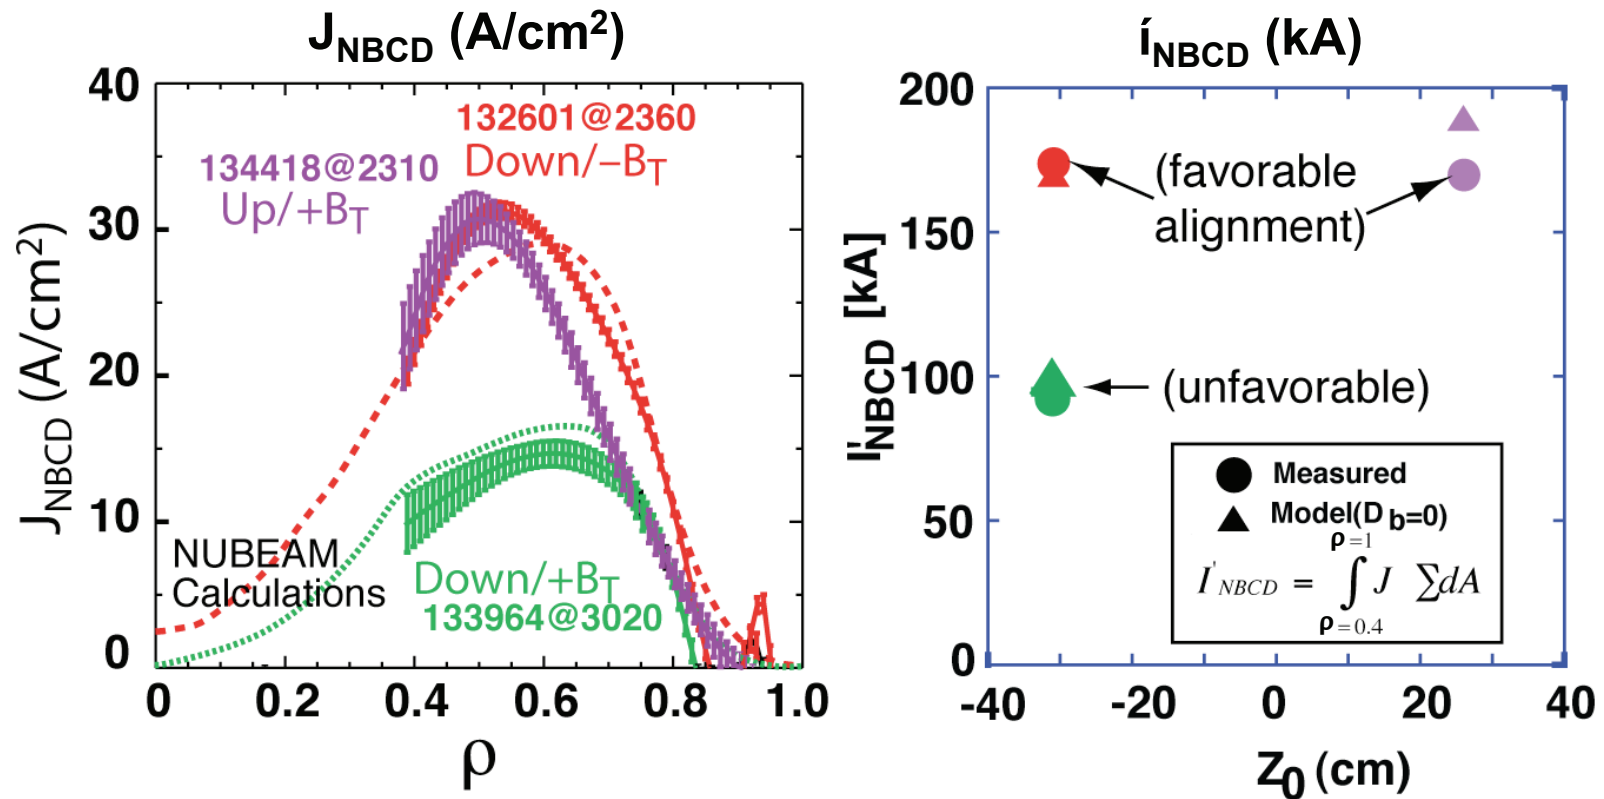 J_NBCD (A/cm²)
40
30
20
10
0
J_NBCD (A/cm²)
132601@2360
Down/–B_T
134418@2310
Up/+B_T
NUBEAM
Calculations
Down/+B_T
133964@3020
0 0.2 0.4 0.6 0.8 1.0
ρ
í_NBCD (kA)
200
150
100
50
0
I'_NBCD [kA]
(favorable
alignment)
(unfavorable)
Measured
Model(D_b=0)
ρ=1
I'_NBCD = ∫ J ∑dA
ρ=0.4
-40 -20 0 20 40
Z_0 (cm)